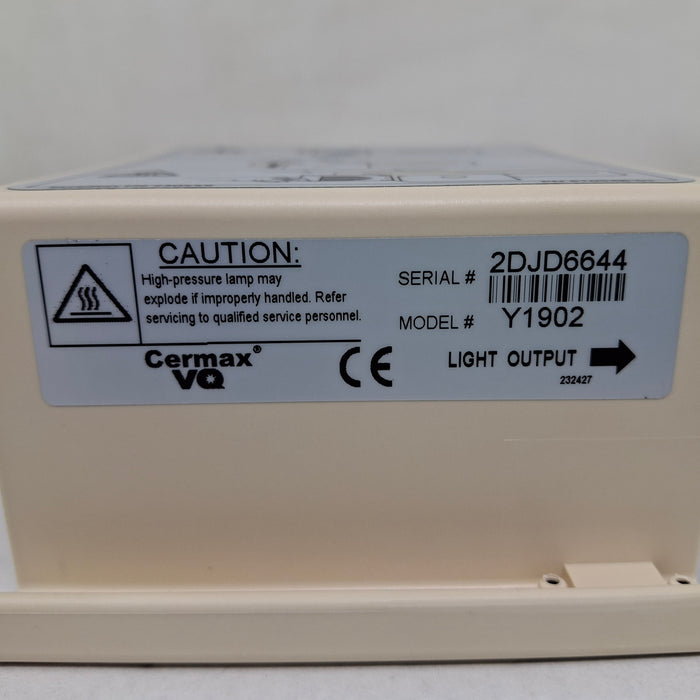 CAUTION:
High-pressure lamp may
explode if improperly handled. Refer
servicing to qualified service personnel.
Cermax®
VQ
CE
SERIAL # 2DJD6644
MODEL # Y1902
LIGHT OUTPUT
232427